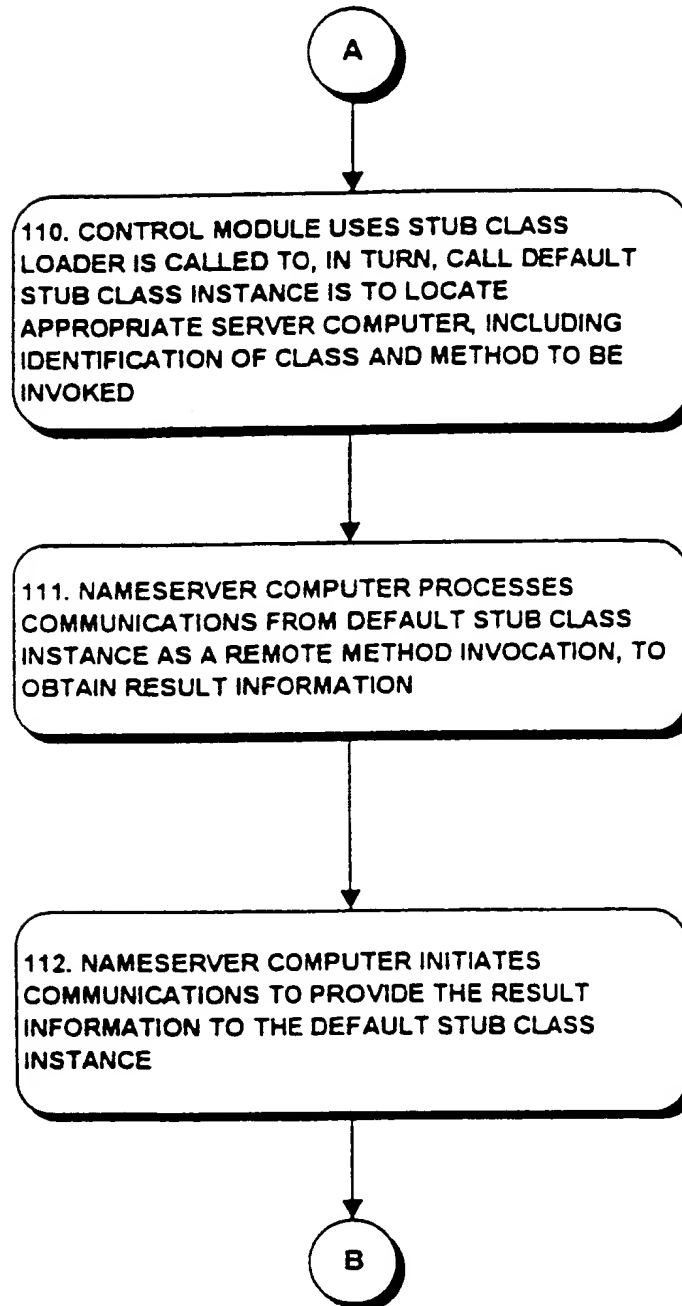 A
110. CONTROL MODULE USES STUB CLASS
LOADER IS CALLED TO, IN TURN, CALL DEFAULT
STUB CLASS INSTANCE IS TO LOCATE
APPROPRIATE SERVER COMPUTER, INCLUDING
IDENTIFICATION OF CLASS AND METHOD TO BE
INVOKED
111. NAMESERVER COMPUTER PROCESSES
COMMUNICATIONS FROM DEFAULT STUB CLASS
INSTANCE AS A REMOTE METHOD INVOCATION, TO
OBTAIN RESULT INFORMATION
112. NAMESERVER COMPUTER INITIATES
COMMUNICATIONS TO PROVIDE THE RESULT
INFORMATION TO THE DEFAULT STUB CLASS
INSTANCE
B